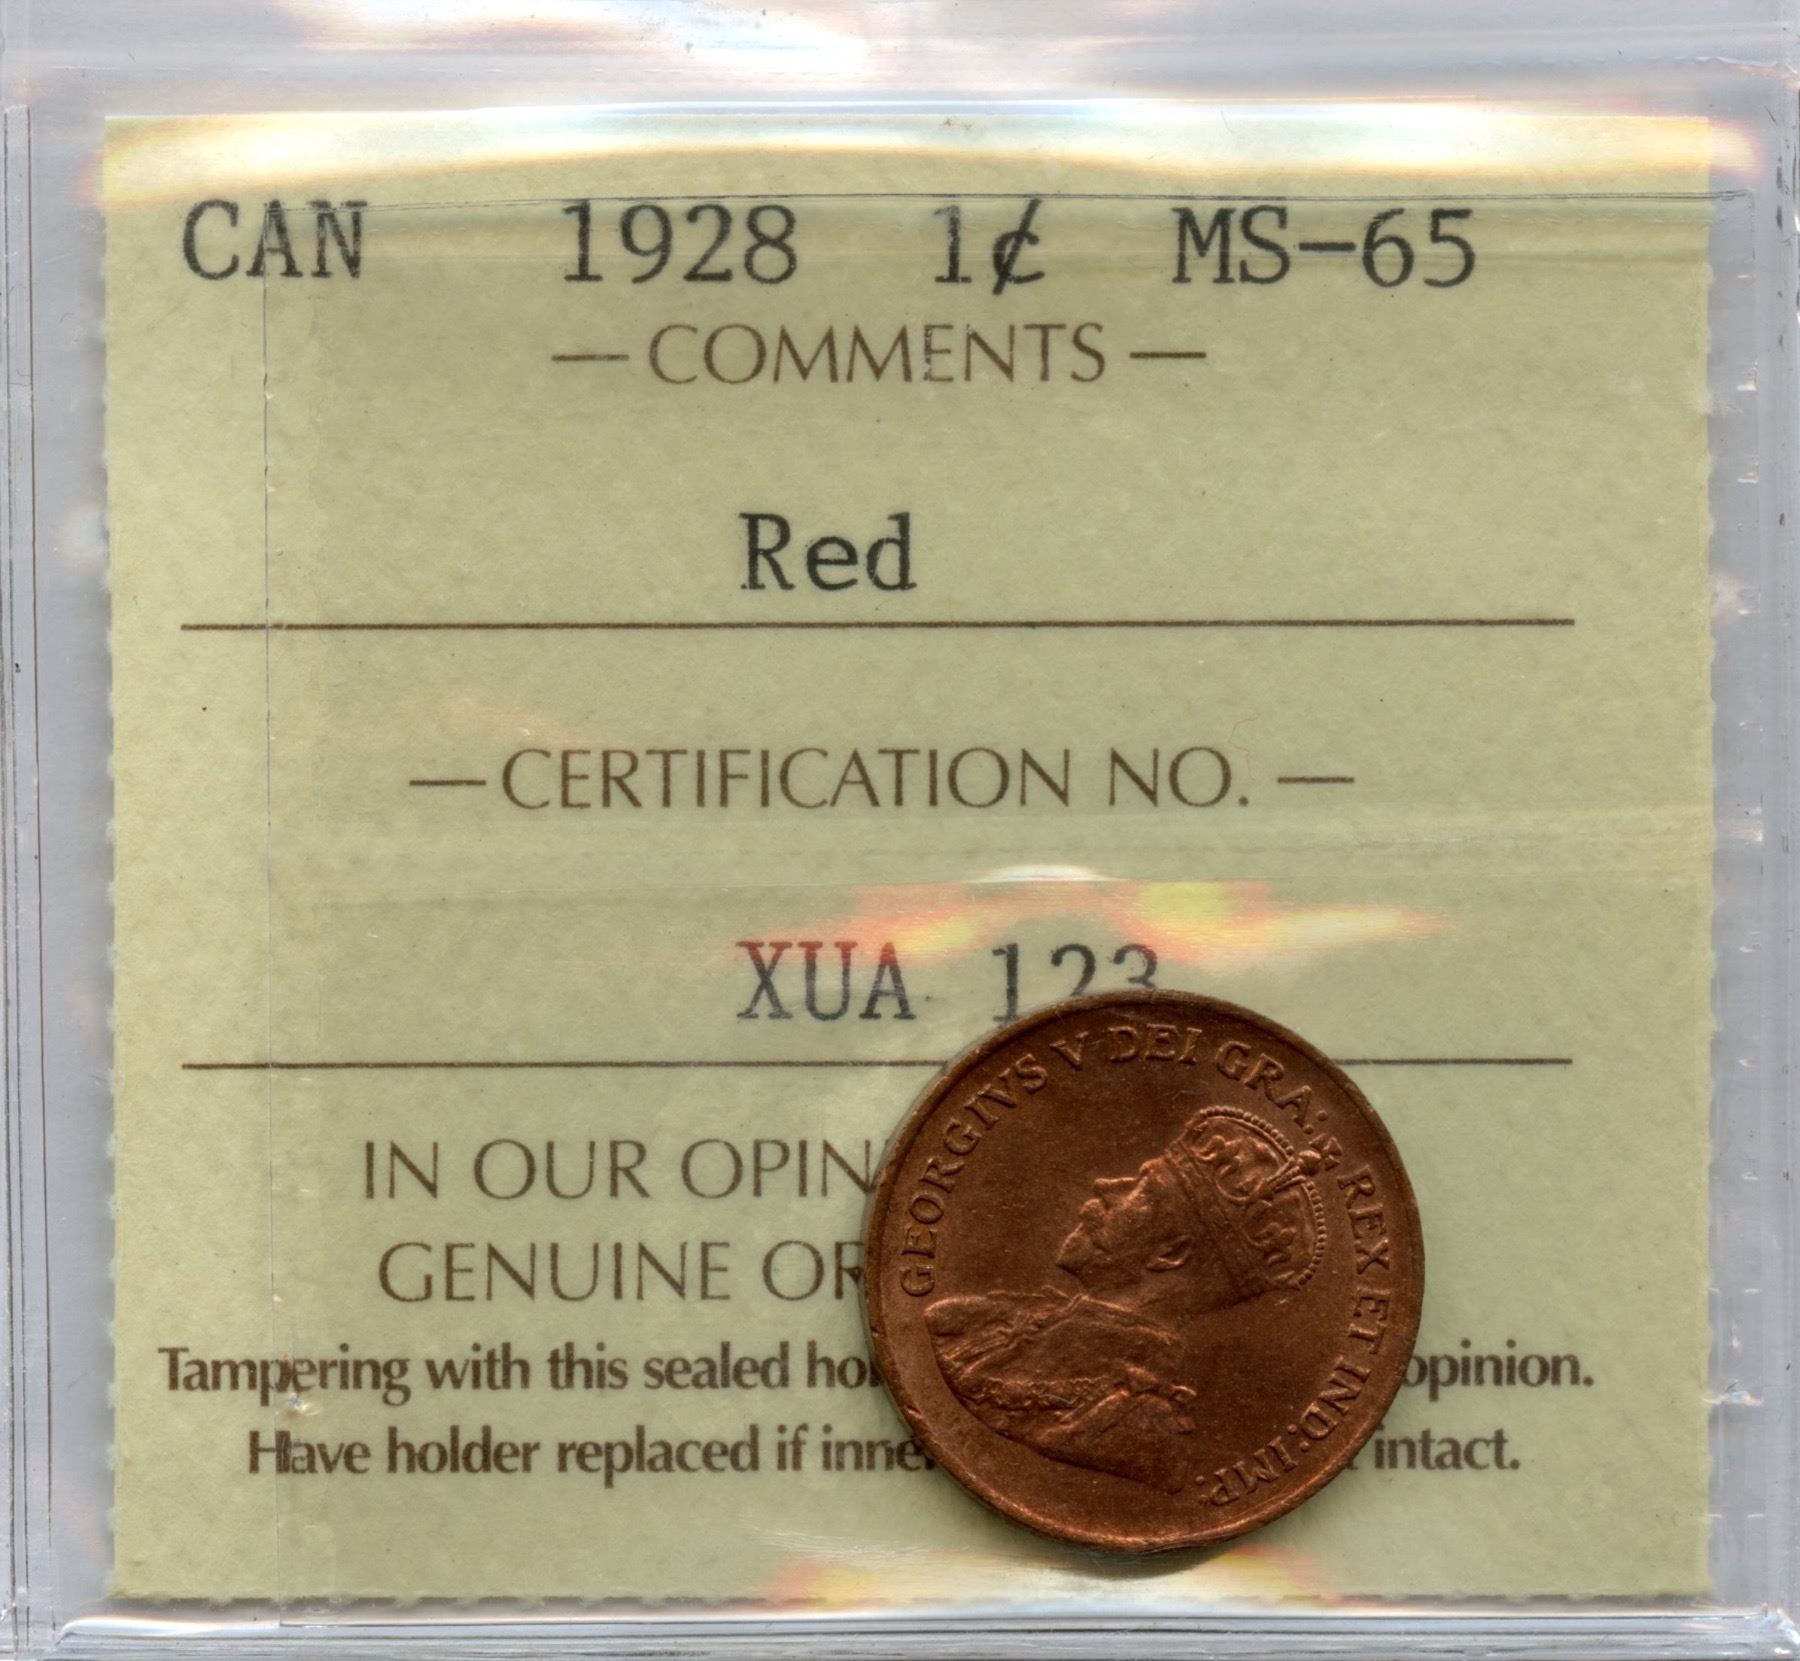 CAN 1928 1¢ MS-65
— COMMENTS —
Red
— CERTIFICATION NO. —
XUA 123
IN OUR OPIN
GENUINE OR
Tampering with this sealed hol opinion.
Have holder replaced if inne intact.
GEORGIVS V DEI GRA: REX ET IND: IMP: